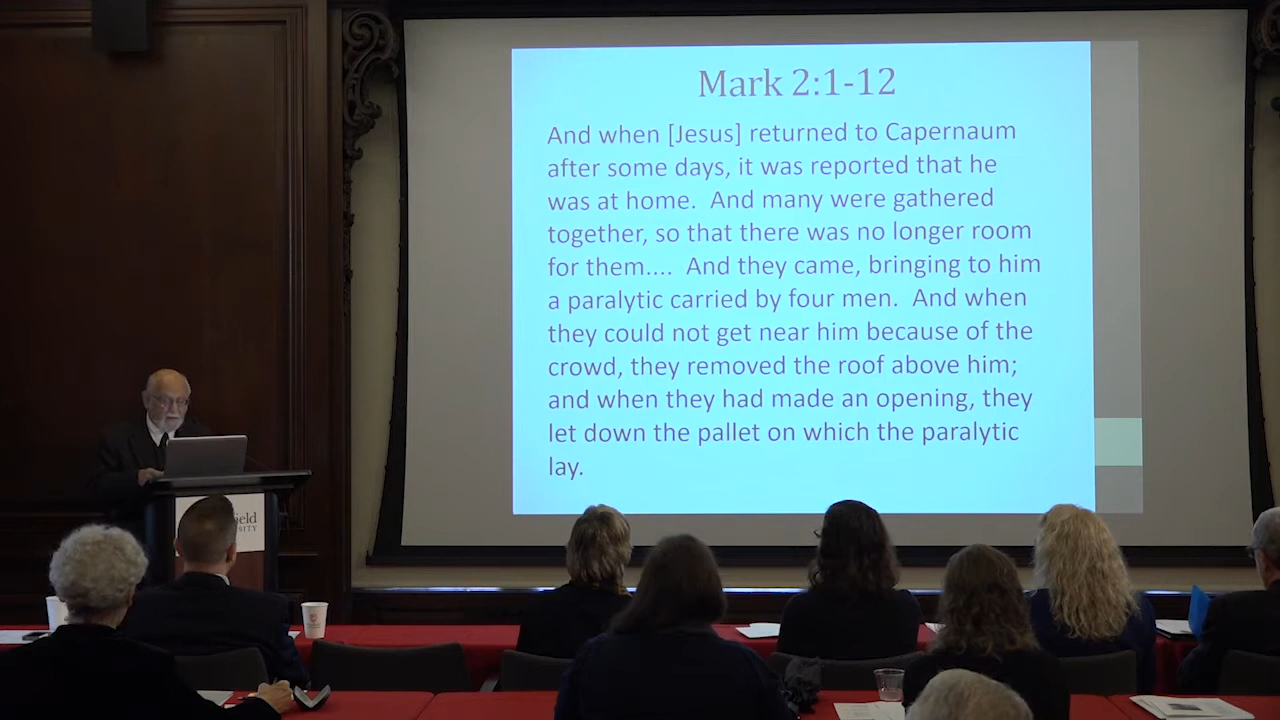 Mark 2:1-12
And when [Jesus] returned to Capernaum
after some days, it was reported that he
was at home.  And many were gathered
together, so that there was no longer room
for them....  And they came, bringing to him
a paralytic carried by four men.  And when
they could not get near him because of the
crowd, they removed the roof above him;
and when they had made an opening, they
let down the pallet on which the paralytic
lay.